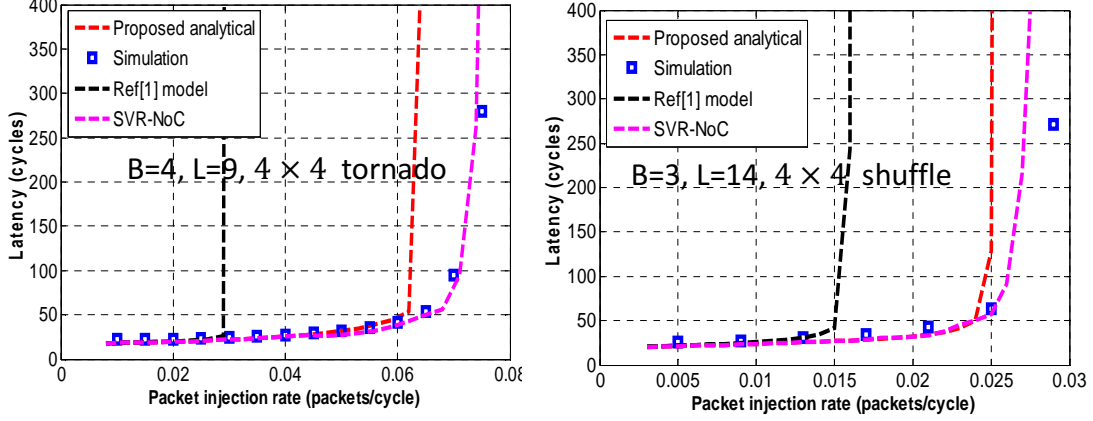 400
350
300
250
200
150
100
50
0
Latency (cycles)
Proposed analytical
Simulation
Ref[1] model
SVR-NoC
B=4, L=9, 4 × 4 tornado
0
0.02
0.04
0.06
0.08
Packet injection rate (packets/cycle)
400
350
300
250
200
150
100
50
0
Latency (cycles)
Proposed analytical
Simulation
Ref[1] model
SVR-NoC
B=3, L=14, 4 × 4 shuffle
0
0.005
0.01
0.015
0.02
0.025
0.03
Packet injection rate (packets/cycle)